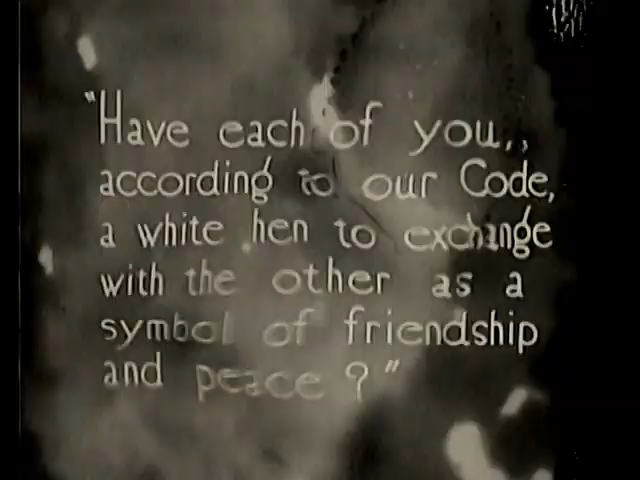 "Have each of you,,
according to our Code,
a white hen to exchange
with the other as a
symbol of friendship
and peace ?"